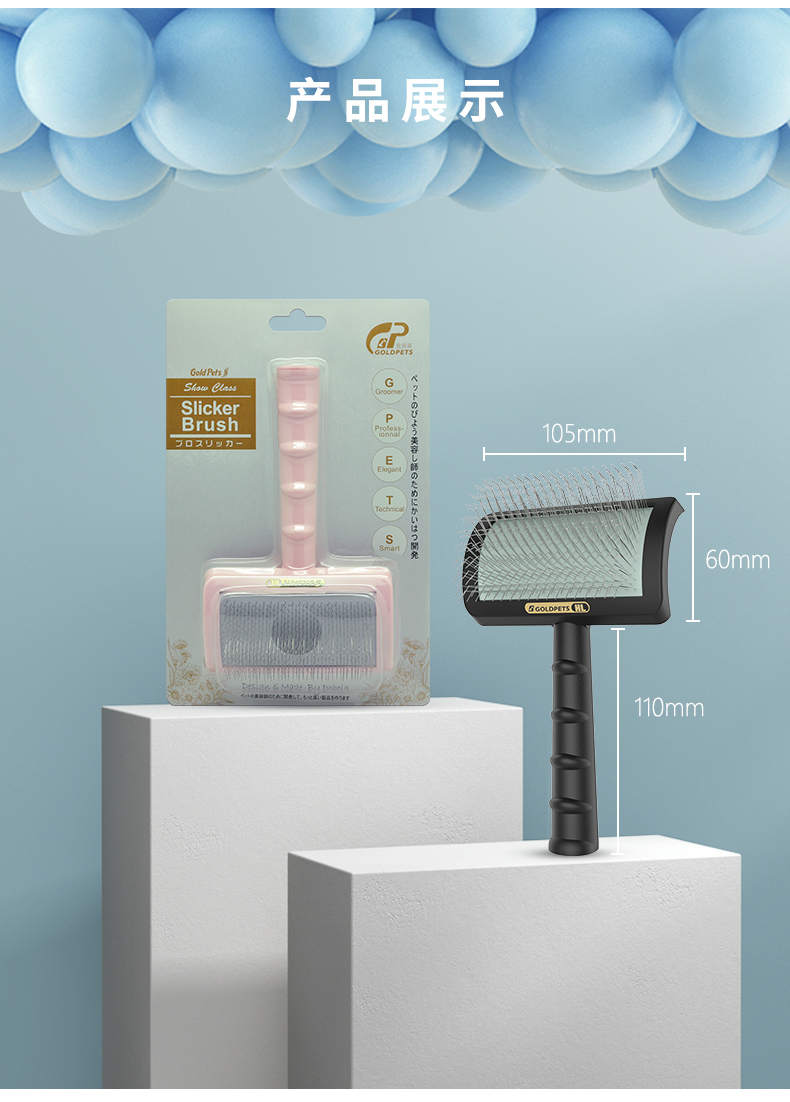 产品展示
GOLDPETS
Gold Pets
Show Class
Slicker
Brush
プロスリッカー
G
Groomer
P
Profess-
ionnal
E
Elegant
T
Technical
S
Smart
ペットのびよう美容し師のためにかいはつ開発
105mm
60mm
GOLDPETS HL
110mm